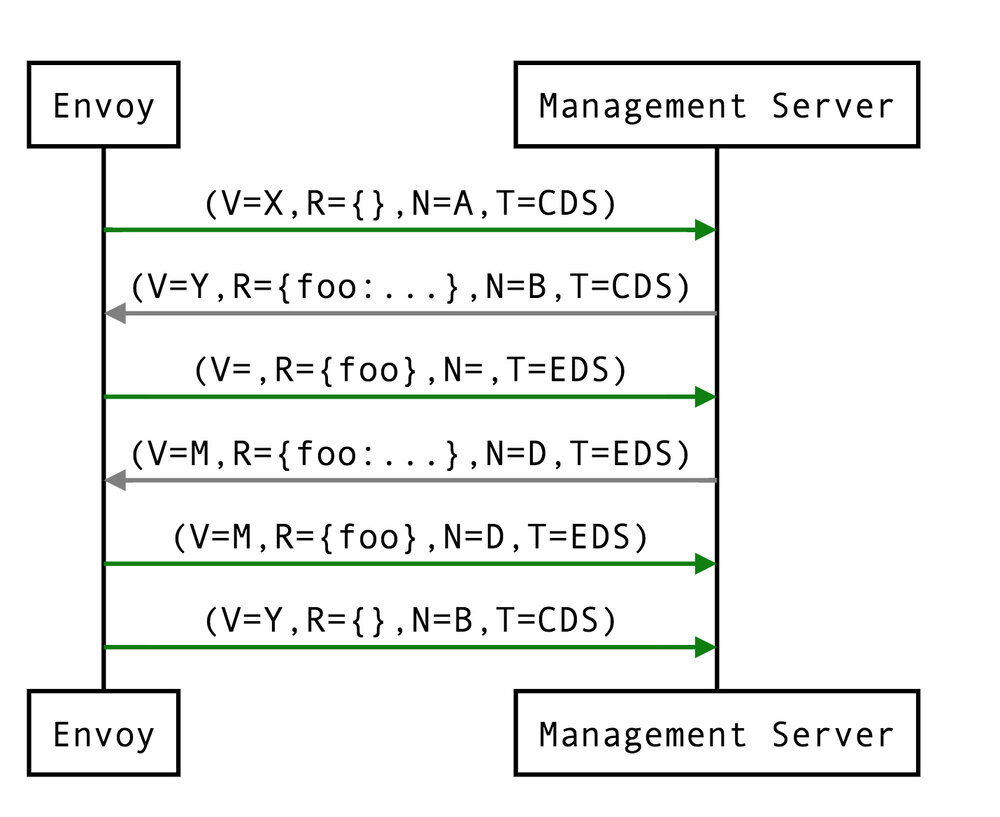 Envoy
Management Server
(V=X,R={},N=A,T=CDS)
(V=Y,R={foo:...},N=B,T=CDS)
(V=,R={foo},N=,T=EDS)
(V=M,R={foo:...},N=D,T=EDS)
(V=M,R={foo},N=D,T=EDS)
(V=Y,R={},N=B,T=CDS)
Envoy
Management Server